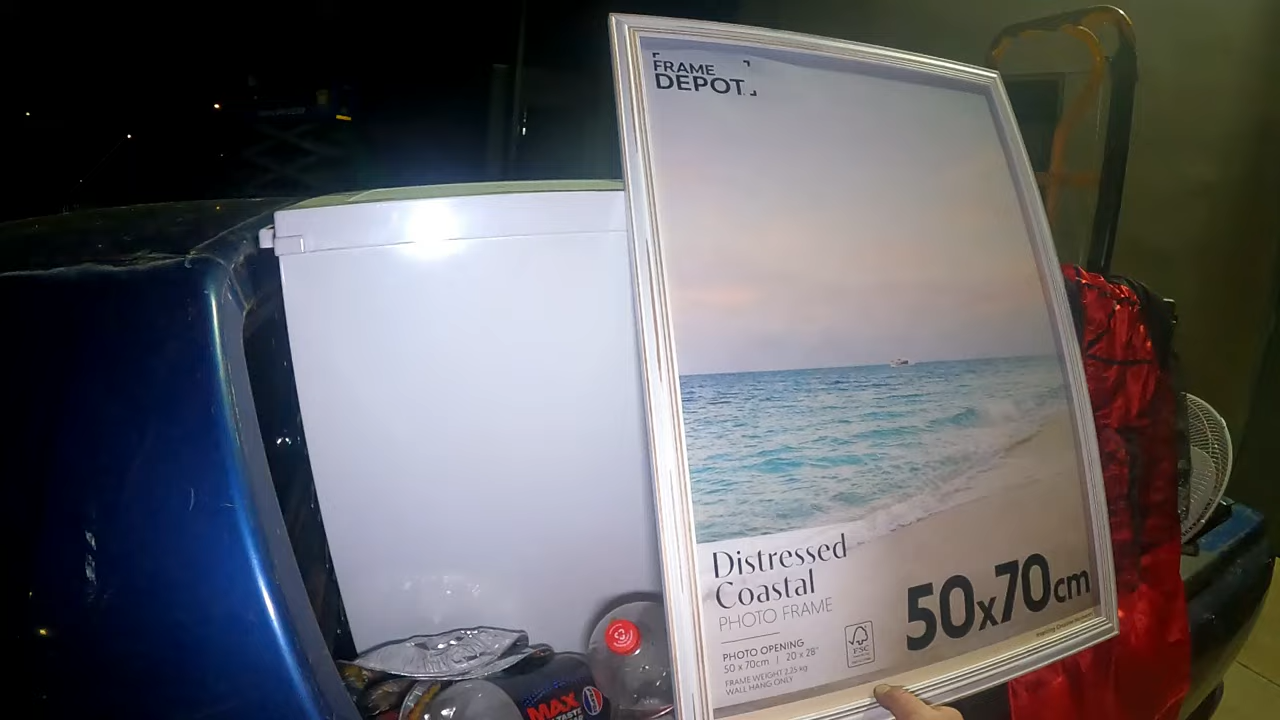 FRAME
DEPOT
Distressed
Coastal
PHOTO FRAME
PHOTO OPENING
50 x 70cm | 20 x 28"
FRAME WEIGHT 2.25 kg
WALL HANG ONLY
FSC
50x70cm
MAX
TASTE